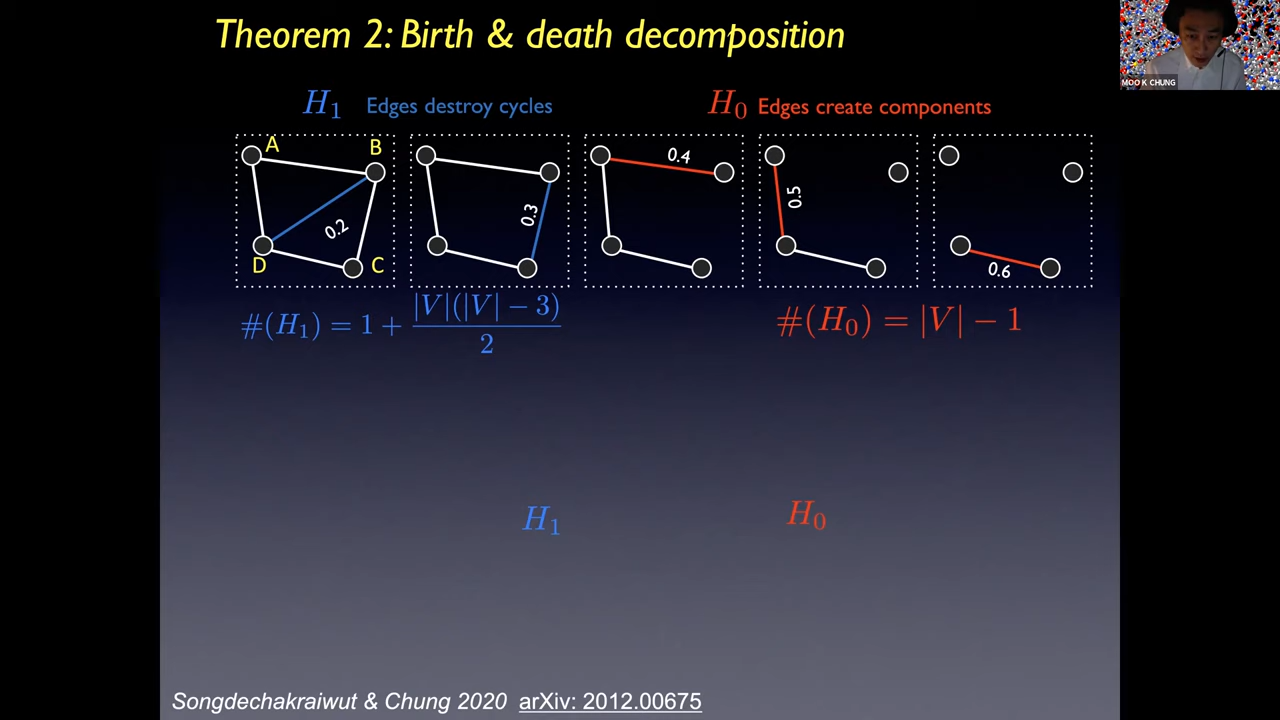 Theorem 2: Birth & death decomposition
MOO K CHUNG
H₁ Edges destroy cycles
H₀ Edges create components
A
B
0.2
D
C
0.3
0.4
0.5
0.6
#(H₁) = 1 + |V|(|V| − 3) / 2
#(H₀) = |V| − 1
H₁
H₀
Songdechakraiwut & Chung 2020 arXiv: 2012.00675